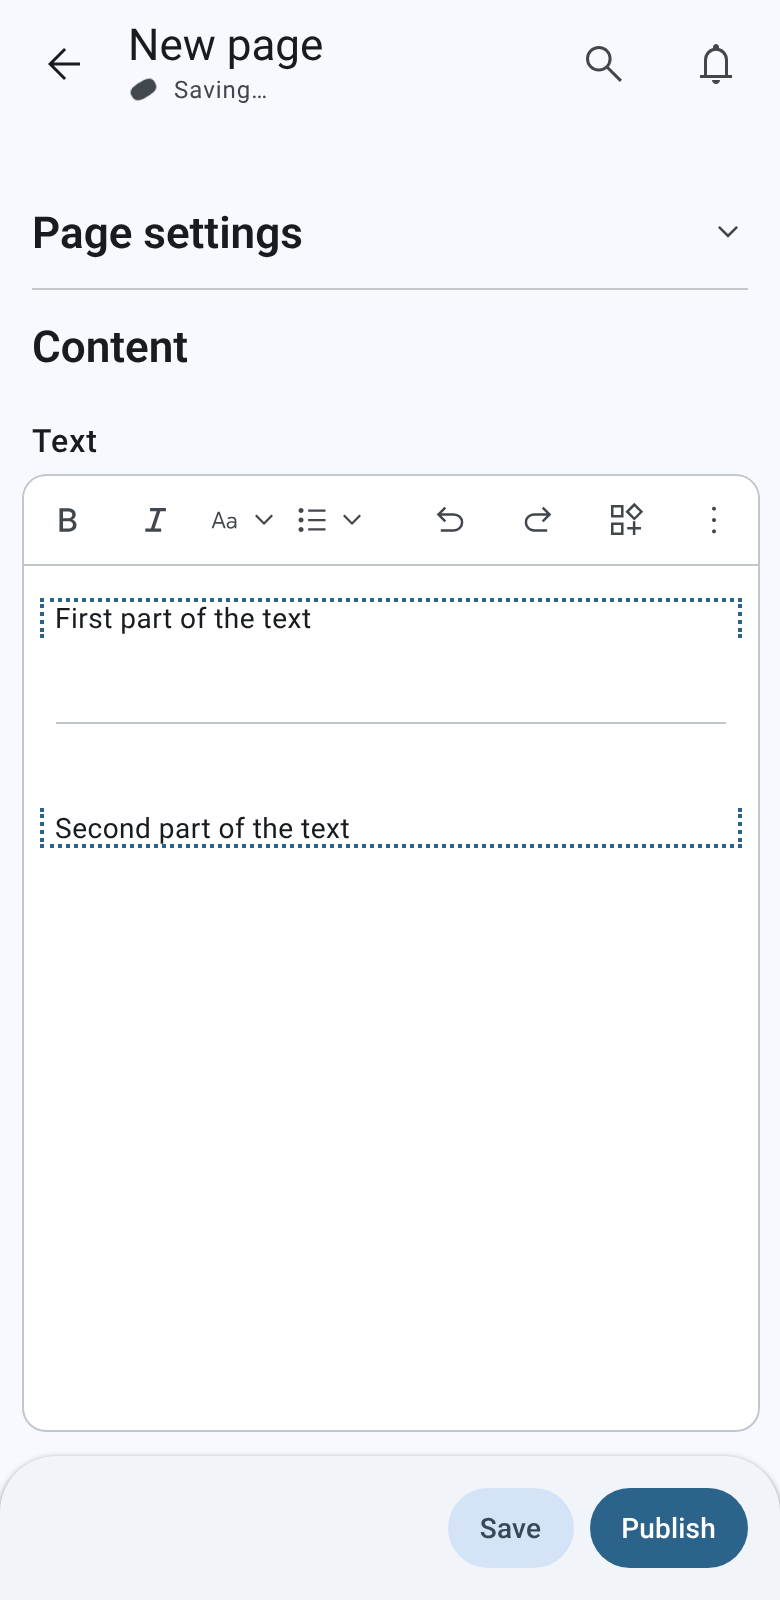 New page
Saving…
Page settings
Content
Text
B I Aa
First part of the text
Second part of the text
Save Publish